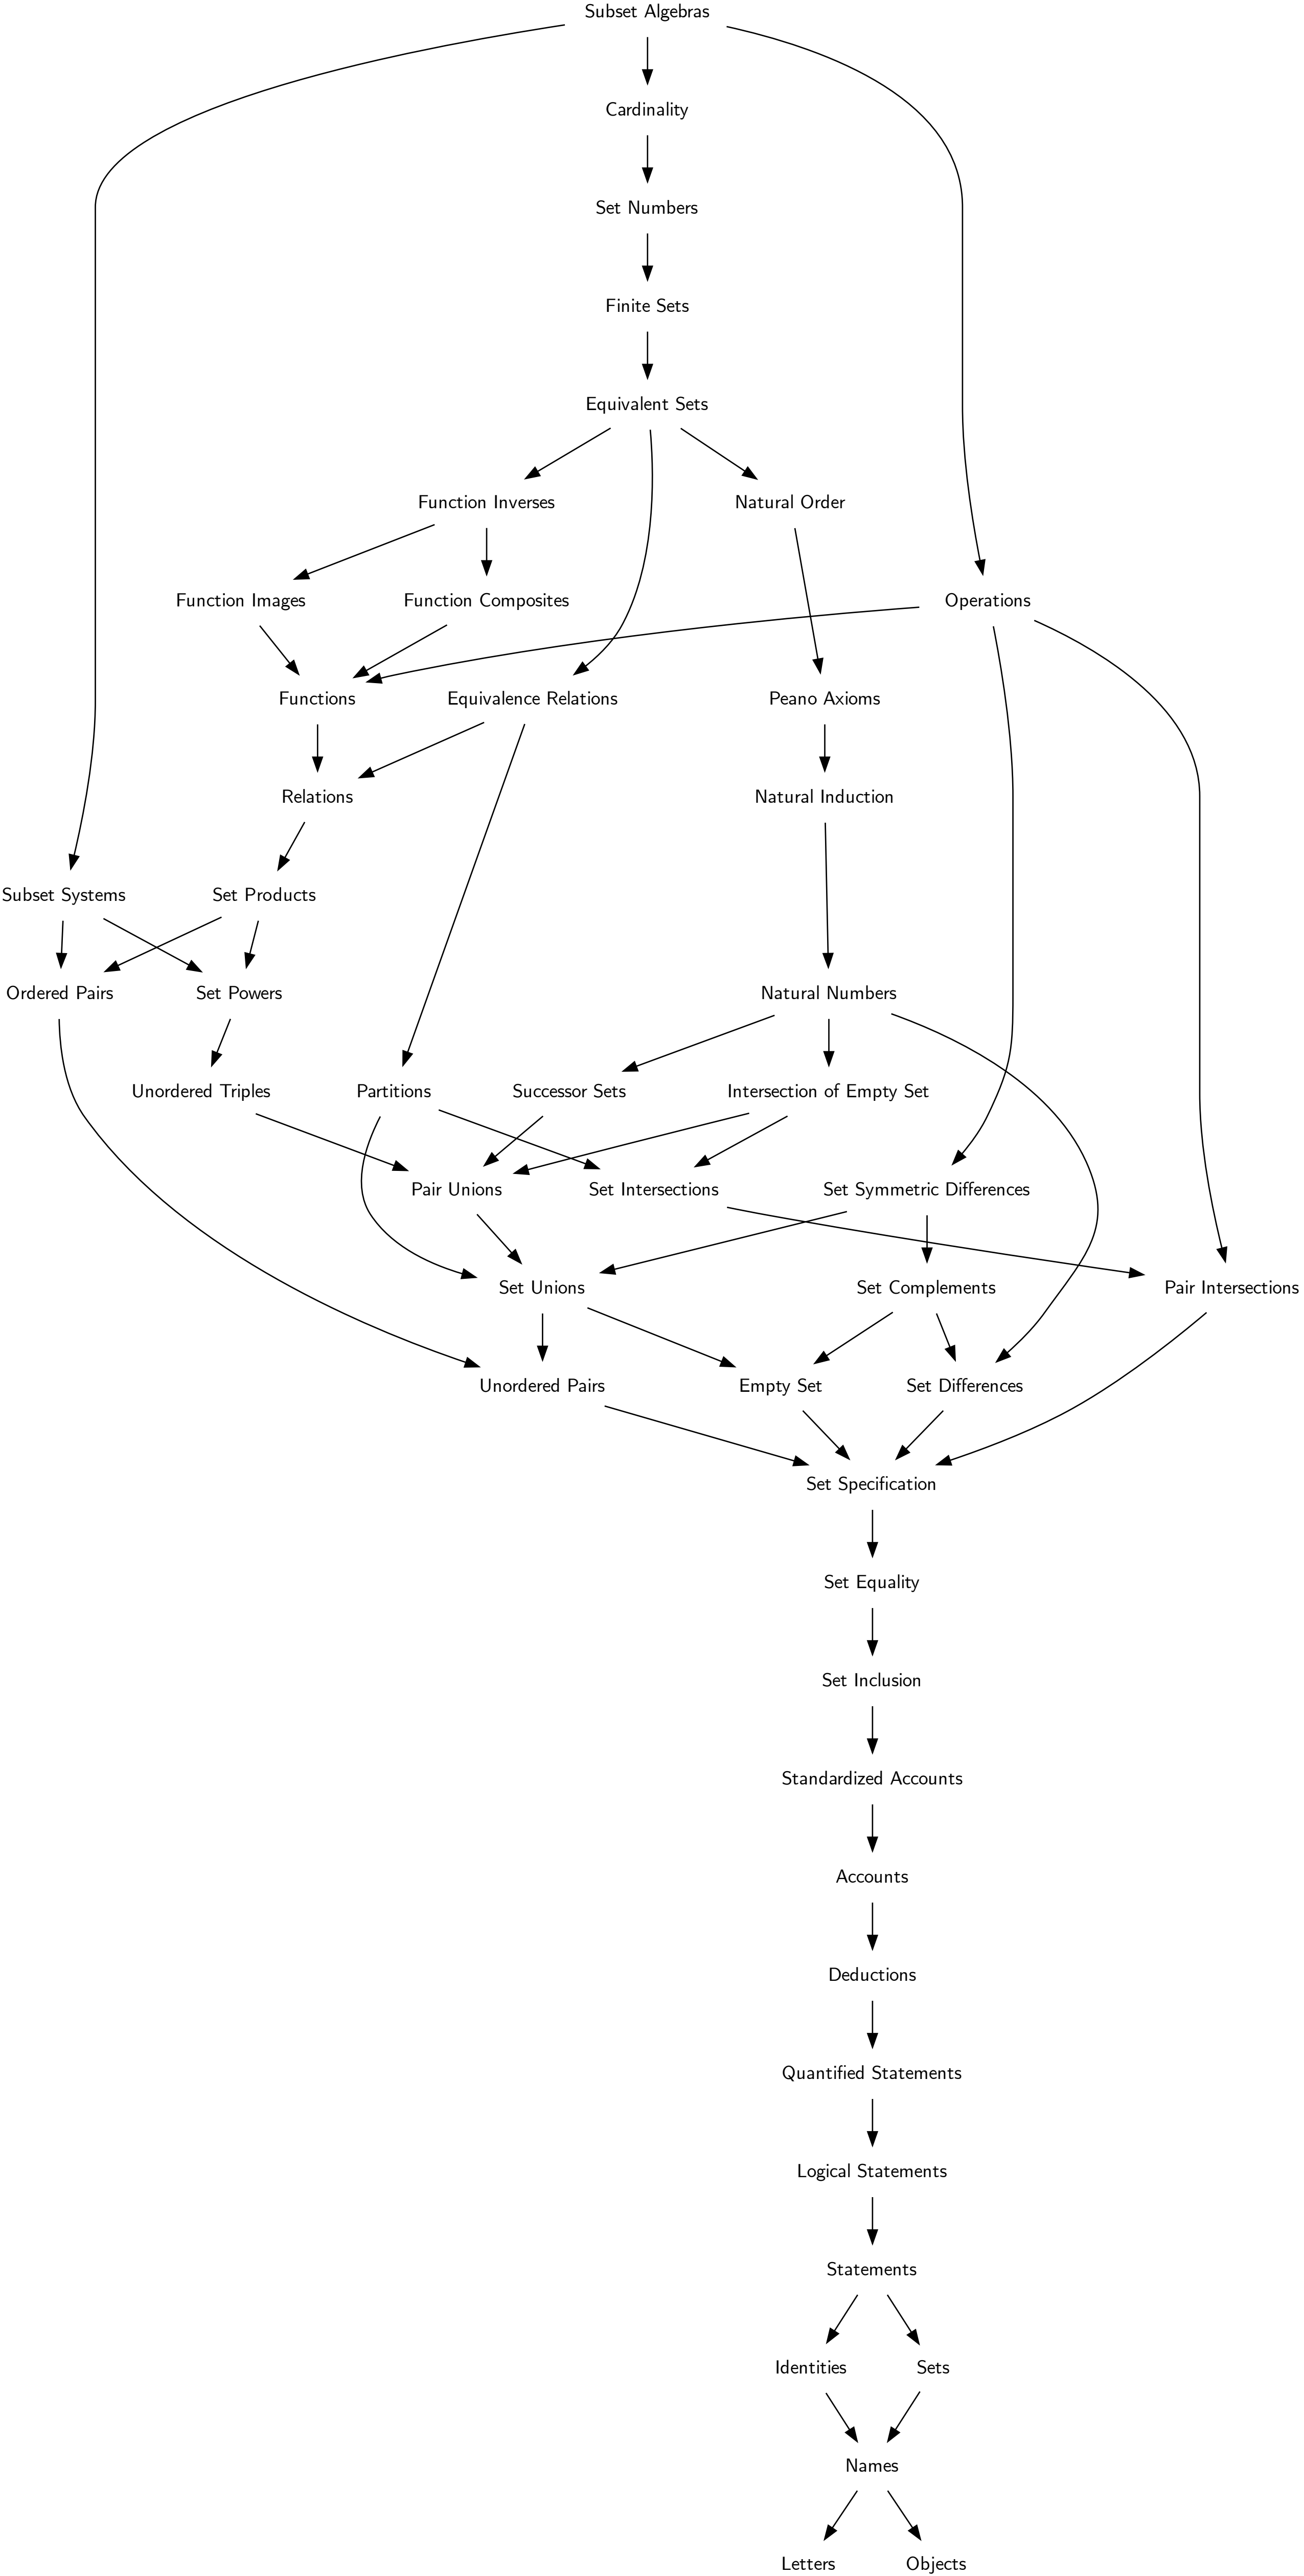 Subset Algebras
Cardinality
Set Numbers
Finite Sets
Equivalent Sets
Function Inverses
Natural Order
Function Images
Function Composites
Operations
Functions
Equivalence Relations
Peano Axioms
Relations
Natural Induction
Subset Systems
Set Products
Ordered Pairs
Set Powers
Natural Numbers
Unordered Triples
Partitions
Successor Sets
Intersection of Empty Set
Pair Unions
Set Intersections
Set Symmetric Differences
Set Unions
Set Complements
Pair Intersections
Unordered Pairs
Empty Set
Set Differences
Set Specification
Set Equality
Set Inclusion
Standardized Accounts
Accounts
Deductions
Quantified Statements
Logical Statements
Statements
Identities
Sets
Names
Letters
Objects